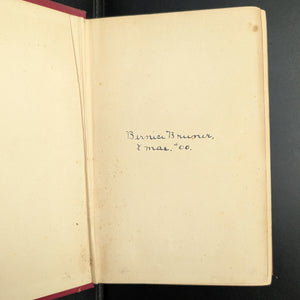 Bernice Bruner,
Xmas. "00.